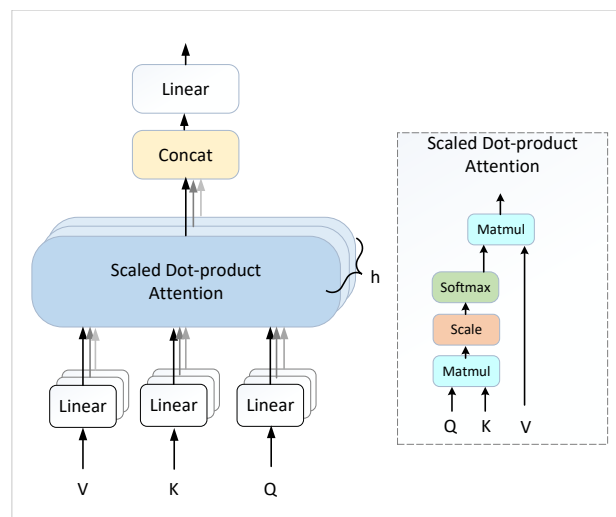 Linear
Concat
Scaled Dot-product
Attention
h
Linear
Linear
Linear
V
K
Q
Scaled Dot-product
Attention
Matmul
Softmax
Scale
Matmul
Q
K
V